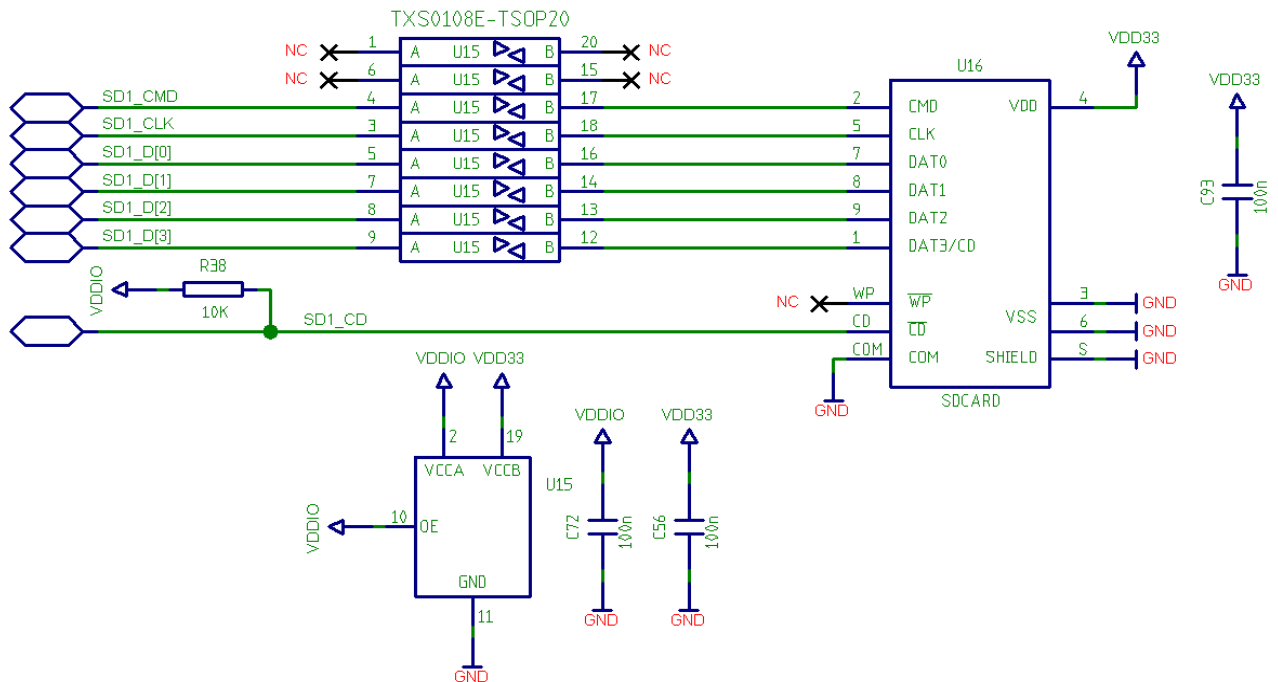 TXS0108E-TSOP20
NC 1 A U15 B 20 NC
NC 6 A U15 B 15 NC
SD1_CMD 4 A U15 B 17 2 CMD
SD1_CLK 3 A U15 B 18 5 CLK
SD1_D[0] 5 A U15 B 16 7 DAT0
SD1_D[1] 7 A U15 B 14 8 DAT1
SD1_D[2] 8 A U15 B 13 9 DAT2
SD1_D[3] 9 A U15 B 12 1 DAT3/CD
U16
VDD 4 VDD33
VDD33
C93
100n
GND
R38
VDDIO
10K
SD1_CD
NC WP WP
CD CD
COM COM
GND
VSS
3 GND
6 GND
SHIELD S GND
SDCARD
VDDIO VDD33
2 19
VCCA VCCB
U15
VDDIO 10 OE
GND
11
GND
VDDIO
C72
100n
GND
VDD33
C56
100n
GND